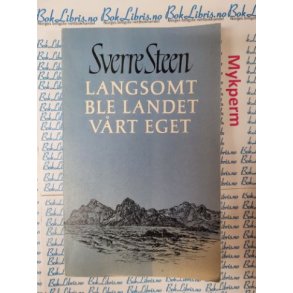 BokLibris.no
Sverre Steen
LANGSOMT
BLE LANDET
VÅRT EGET
Mykperm